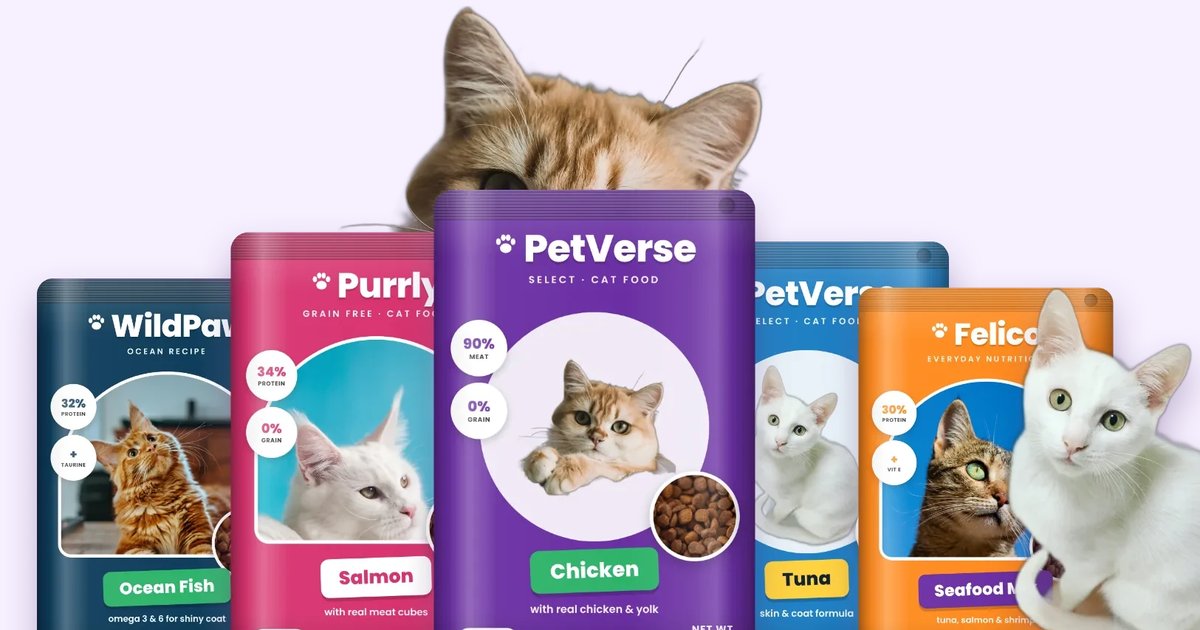 WildPaw
OCEAN RECIPE
32%
PROTEIN
+
TAURINE
Ocean Fish
omega 3 & 6 for shiny coat
Purrly
GRAIN FREE · CAT FOO
34%
PROTEIN
0%
GRAIN
Salmon
with real meat cubes
PetVerse
SELECT · CAT FOOD
90%
MEAT
0%
GRAIN
Chicken
with real chicken & yolk
NET WT
PetVerse
ELECT · CAT FOOD
Tuna
skin & coat formula
Felico
EVERYDAY NUTRITIO
30%
PROTEIN
+
VIT E
Seafood M
tuna, salmon & shrimp